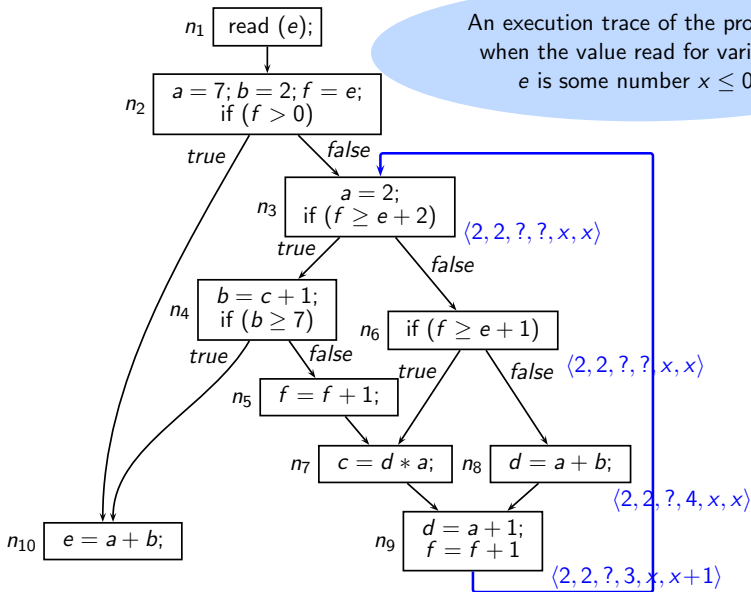 An execution trace of the pro
when the value read for vari
e is some number x ≤ 0
n1 read (e);
n2 a = 7; b = 2; f = e;
if (f > 0)
true false
n3 a = 2;
if (f ≥ e + 2)
⟨2, 2, ?, ?, x, x⟩
true false
n4 b = c + 1;
if (b ≥ 7)
n6 if (f ≥ e + 1)
true false
⟨2, 2, ?, ?, x, x⟩
true false
n5 f = f + 1;
n7 c = d * a;
n8 d = a + b;
⟨2, 2, ?, 4, x, x⟩
n9 d = a + 1;
f = f + 1
n10 e = a + b;
⟨2, 2, ?, 3, x, x+1⟩